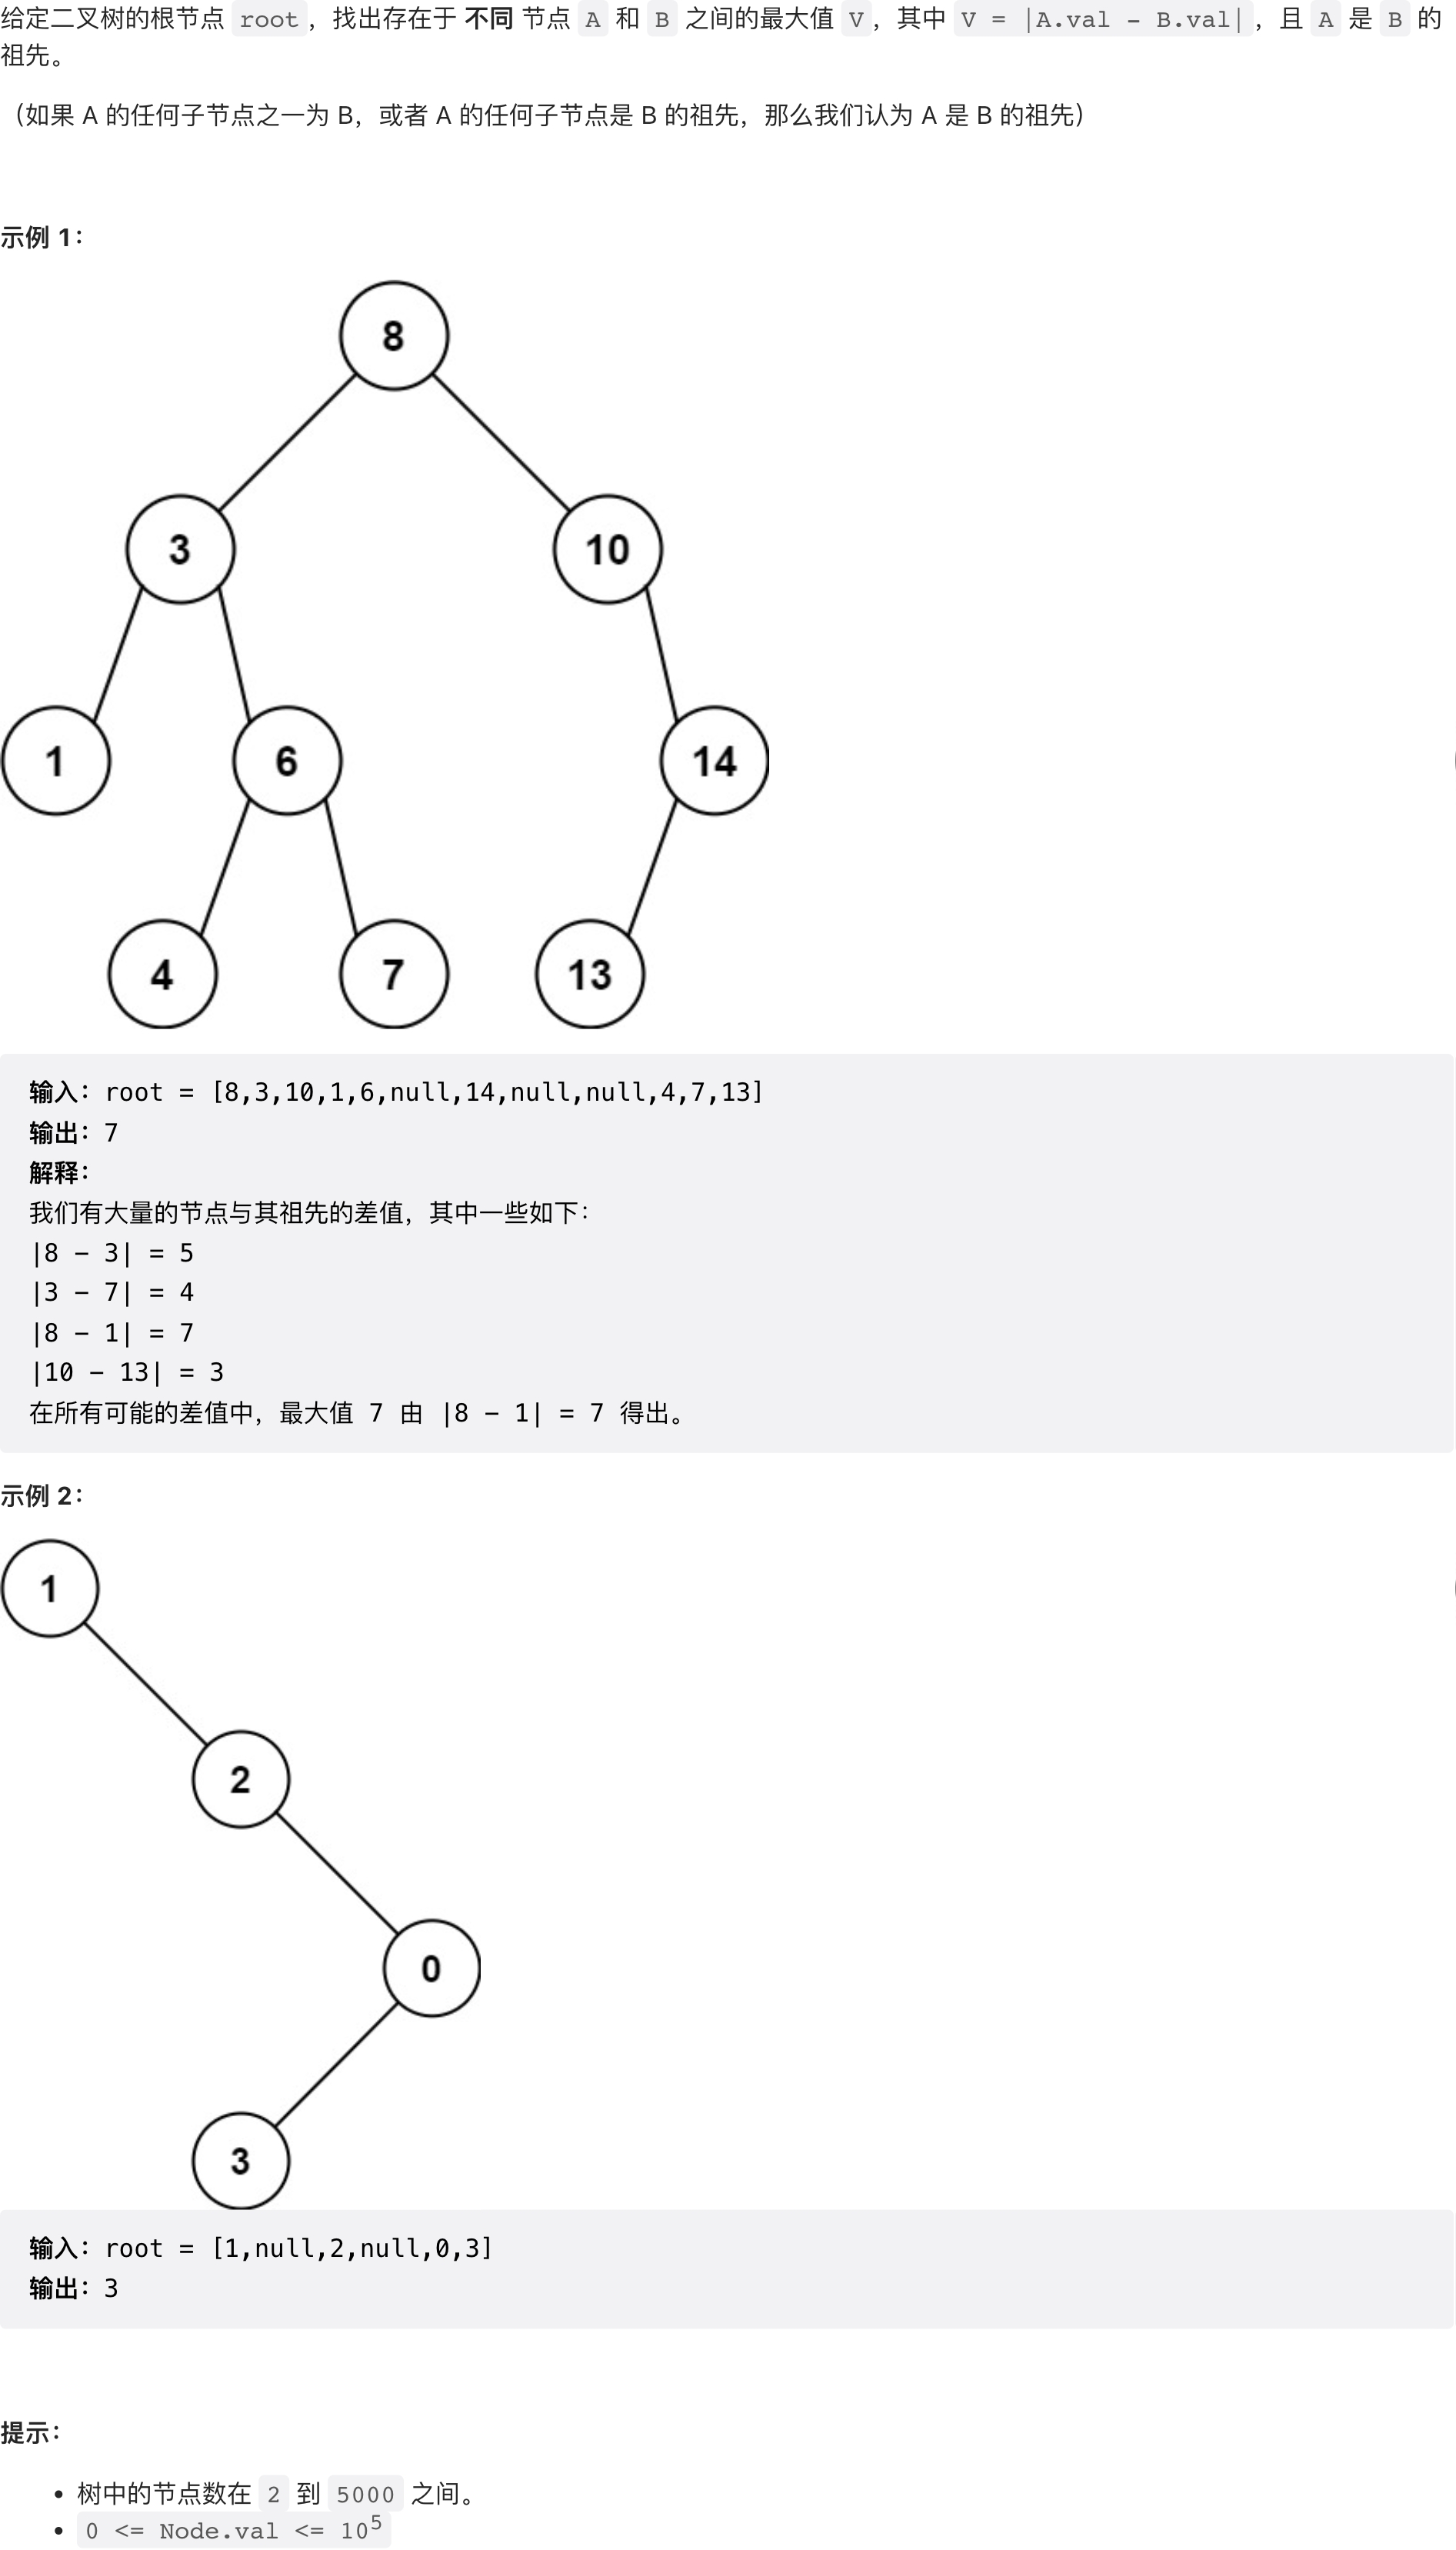 给定二叉树的根节点 root，找出存在于 不同 节点 A 和 B 之间的最大值 V，其中 V = |A.val - B.val|，且 A 是 B 的
祖先。
（如果 A 的任何子节点之一为 B，或者 A 的任何子节点是 B 的祖先，那么我们认为 A 是 B 的祖先）
示例 1：
8
3 10
1 6 14
4 7 13
输入：root = [8,3,10,1,6,null,14,null,null,4,7,13]
输出：7
解释：
我们有大量的节点与其祖先的差值，其中一些如下：
|8 - 3| = 5
|3 - 7| = 4
|8 - 1| = 7
|10 - 13| = 3
在所有可能的差值中，最大值 7 由 |8 - 1| = 7 得出。
示例 2：
1
2
0
3
输入：root = [1,null,2,null,0,3]
输出：3
提示：
• 树中的节点数在 2 到 5000 之间。
• 0 <= Node.val <= 10⁵